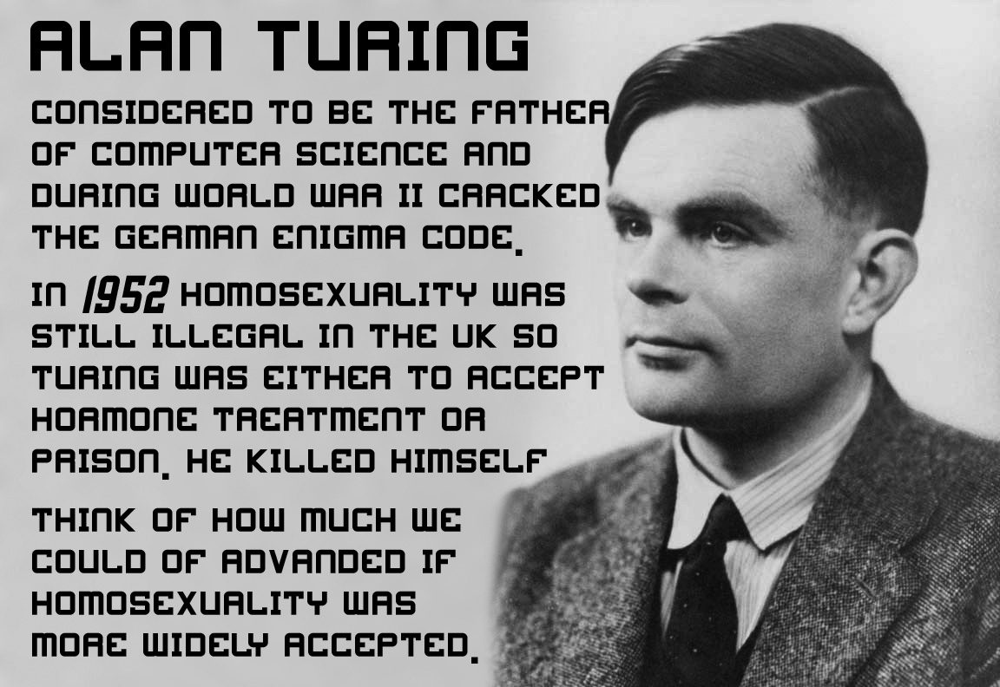 ALAN TURING
CONSIDERED TO BE THE FATHER
OF COMPUTER SCIENCE AND
DURING WORLD WAR II CRACKED
THE GERMAN ENIGMA CODE.
IN 1952 HOMOSEXUALITY WAS
STILL ILLEGAL IN THE UK SO
TURING WAS EITHER TO ACCEPT
HORMONE TREATMENT OR
PRISON. HE KILLED HIMSELF
THINK OF HOW MUCH WE
COULD OF ADVANDED IF
HOMOSEXUALITY WAS
MORE WIDELY ACCEPTED.